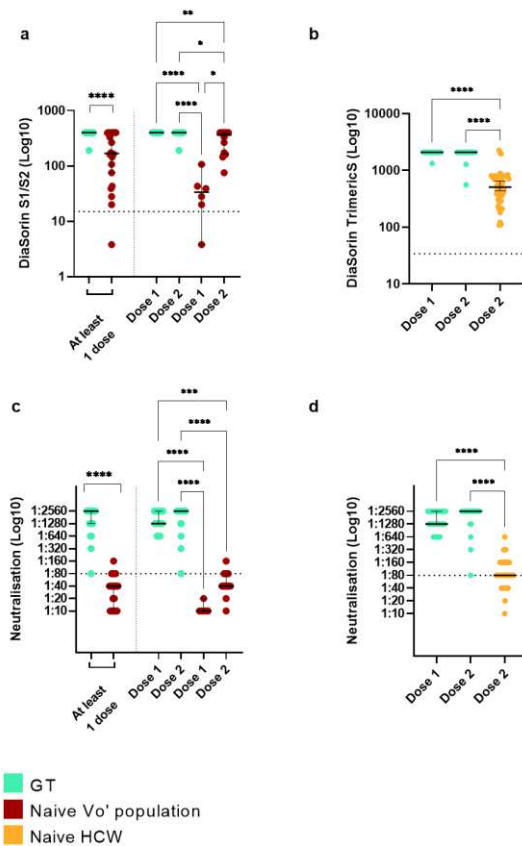 a
**
*
****
*
****
****
DiaSorin S1/S2 (Log10)
1000
100
10
1
At least
1 dose
Dose 1
Dose 2
Dose 1
Dose 2
b
****
****
DiaSorin TrimericS (Log10)
10000
1000
100
10
Dose 1
Dose 2
Dose 2
c
***
****
****
****
****
Neutralisation (Log10)
1:2560
1:1280
1:640
1:320
1:160
1:80
1:40
1:20
1:10
At least
1 dose
Dose 1
Dose 2
Dose 1
Dose 2
d
****
****
Neutralisation (Log10)
1:2560
1:1280
1:640
1:320
1:160
1:80
1:40
1:20
1:10
Dose 1
Dose 2
Dose 2
GT
Naive Vo' population
Naive HCW